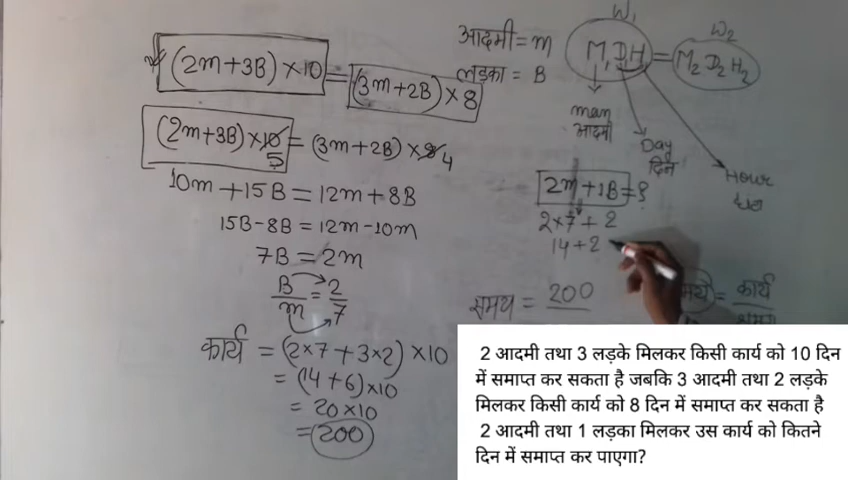 (2m+3B)×10 = (3m+2B)×8
(2m+3B)×10 = (3m+2B)×8
5 4
10m+15B = 12m+8B
15B-8B = 12m-10m
7B = 2m
B/m = 2/7
कार्य = (2×7+3×2)×10
= (14+6)×10
= 20×10
= 200
आदमी = m
लड़का = B
W₁ W₂
M₁DH = M₂D₂H₂
man
आदमी
Day
दिन
Hour
2m+1B = ?
2×7+2
14+2
समय = 200
कार्य
2 आदमी तथा 3 लड़के मिलकर किसी कार्य को 10 दिन
में समाप्त कर सकता है जबकि 3 आदमी तथा 2 लड़के
मिलकर किसी कार्य को 8 दिन में समाप्त कर सकता है
2 आदमी तथा 1 लड़का मिलकर उस कार्य को कितने
दिन में समाप्त कर पाएगा?